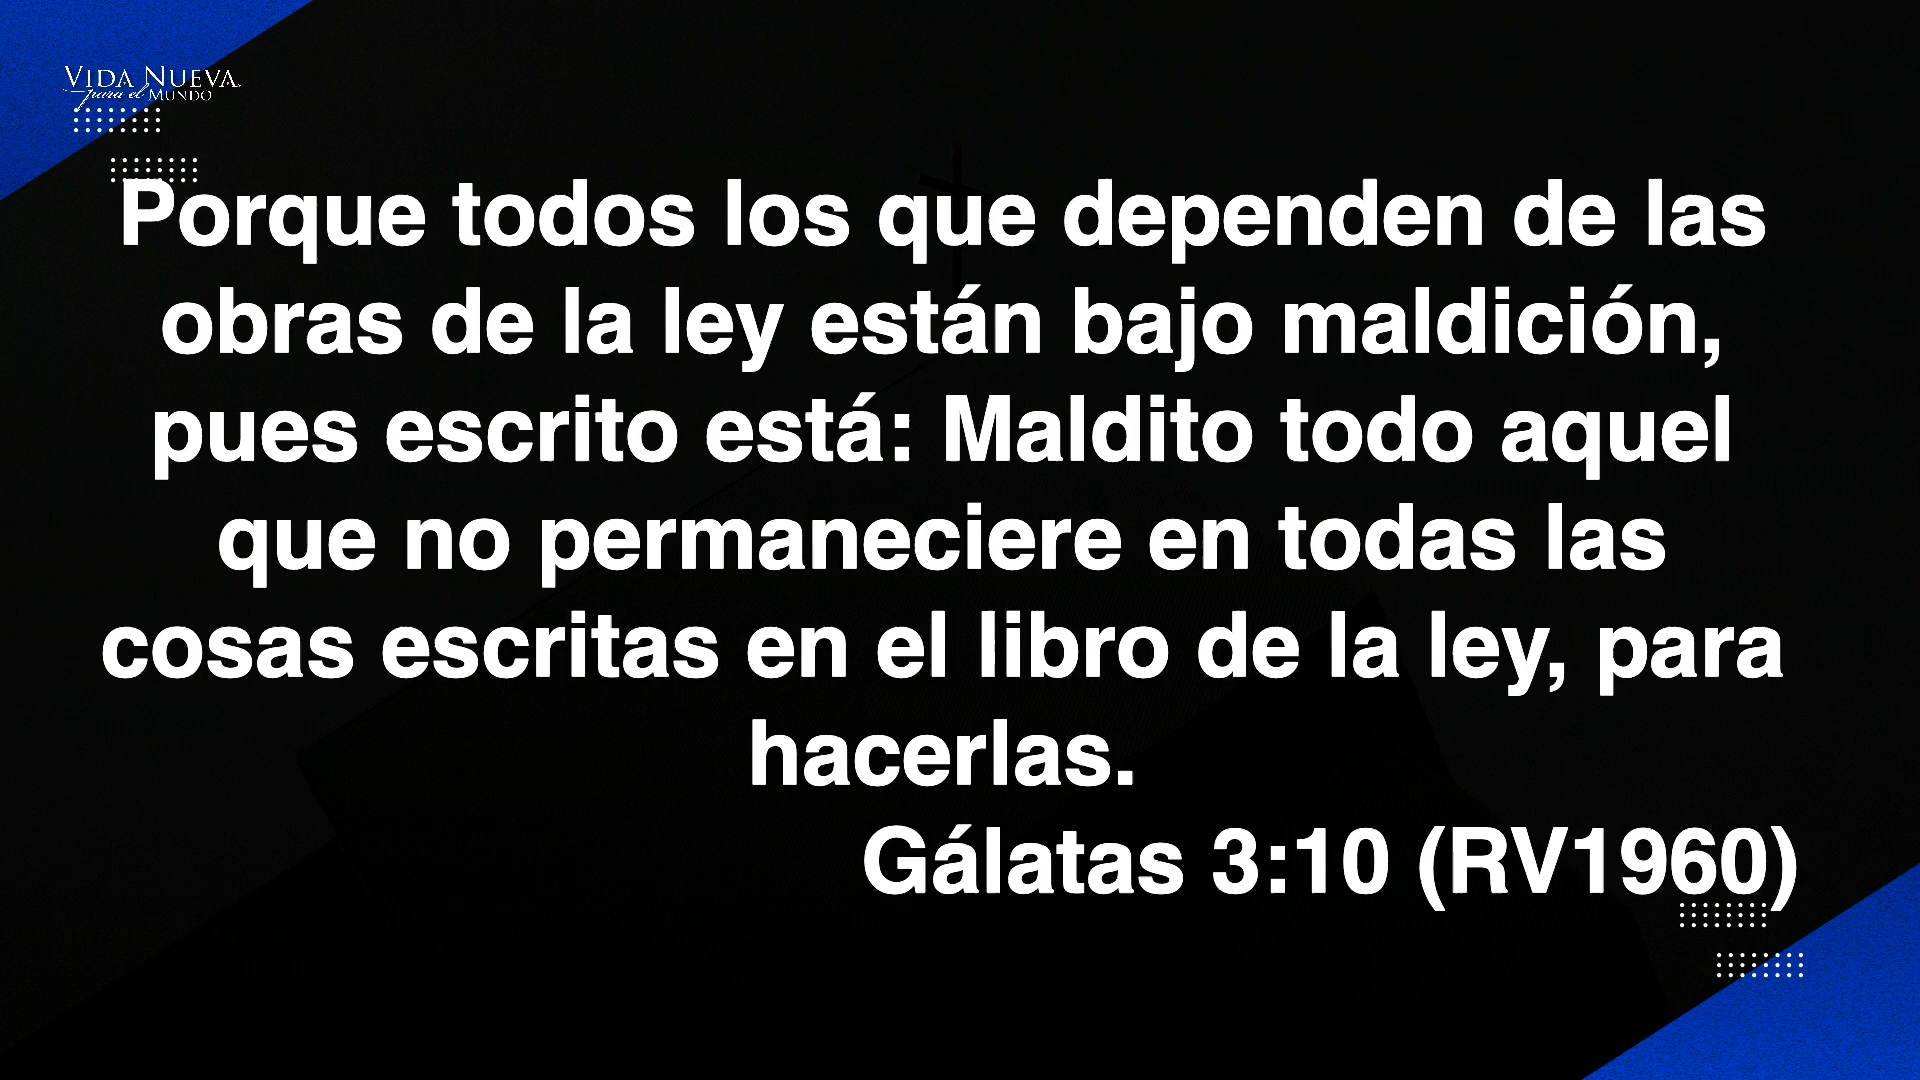 VIDA NUEVA
para el MUNDO
Porque todos los que dependen de las
obras de la ley están bajo maldición,
pues escrito está: Maldito todo aquel
que no permaneciere en todas las
cosas escritas en el libro de la ley, para
hacerlas.
Gálatas 3:10 (RV1960)